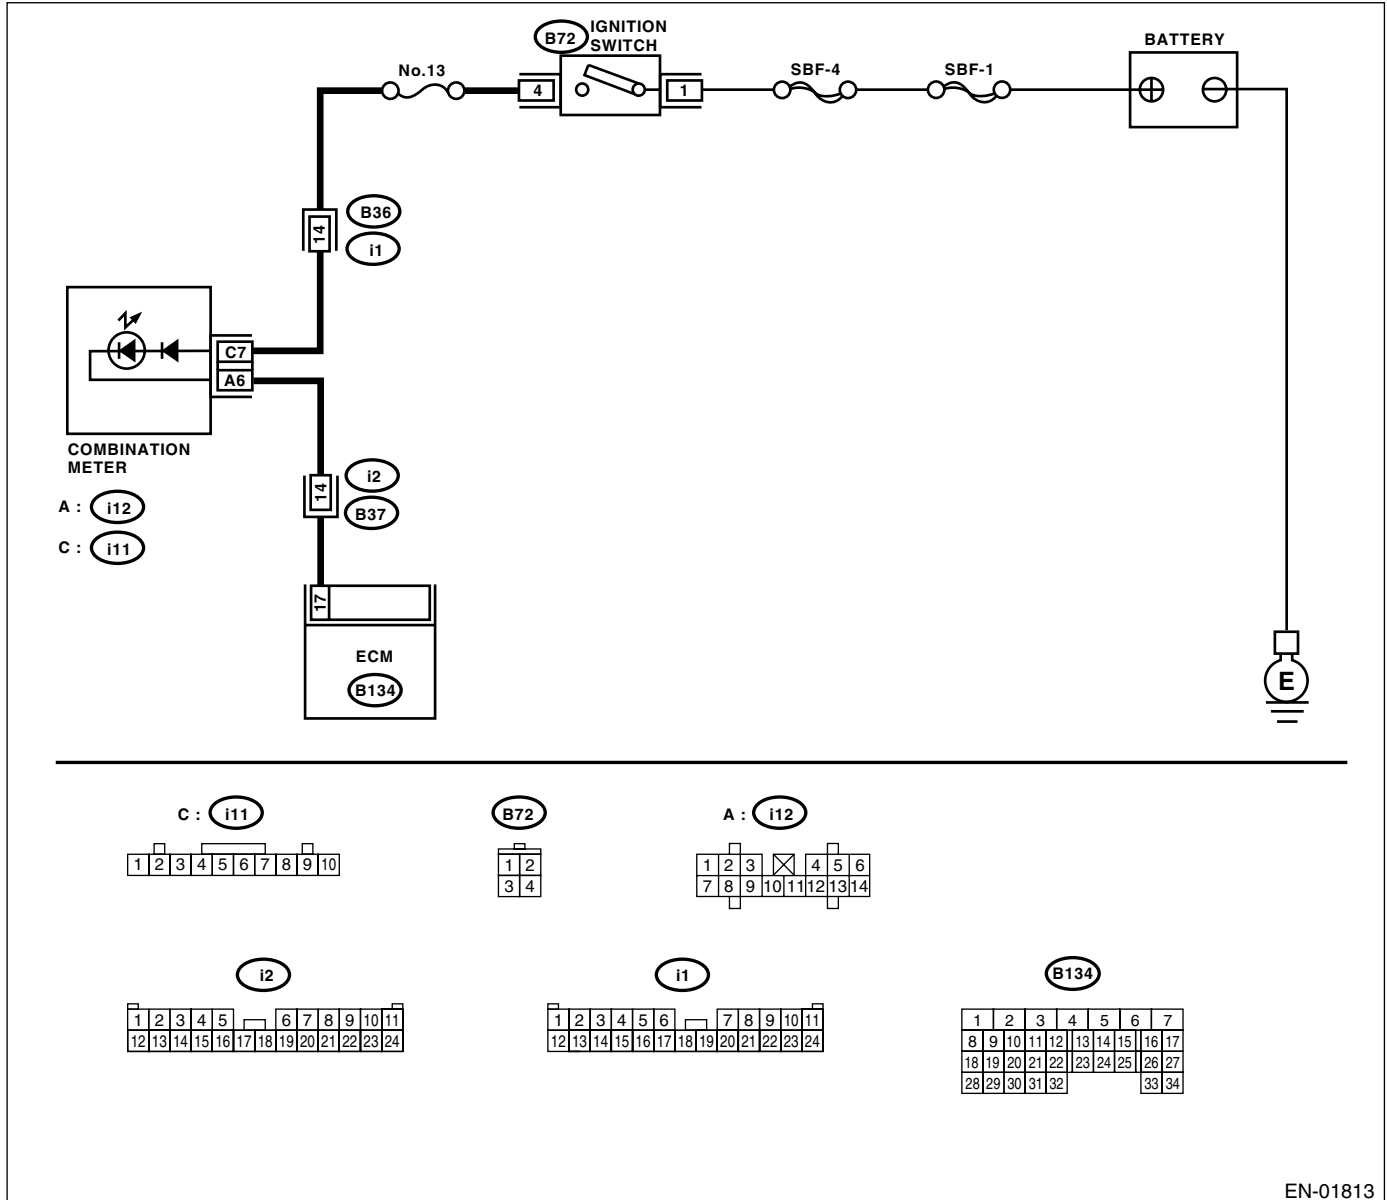 IGNITION
SWITCH
B72
BATTERY
No.13
SBF-4
SBF-1
4
1
14
B36
i1
C7
A6
COMBINATION
METER
A : i12
C : i11
14
i2
B37
17
ECM
B134
E
C : i11
B72
A : i12
1 2 3 4 5 6 7 8 9 10
1 2
3 4
1 2 3 4 5 6
7 8 9 10 11 12 13 14
i2
i1
B134
1 2 3 4 5 6 7 8 9 10 11
12 13 14 15 16 17 18 19 20 21 22 23 24
1 2 3 4 5 6 7 8 9 10 11
12 13 14 15 16 17 18 19 20 21 22 23 24
1 2 3 4 5 6 7
8 9 10 11 12 13 14 15 16 17
18 19 20 21 22 23 24 25 26 27
28 29 30 31 32 33 34
EN-01813